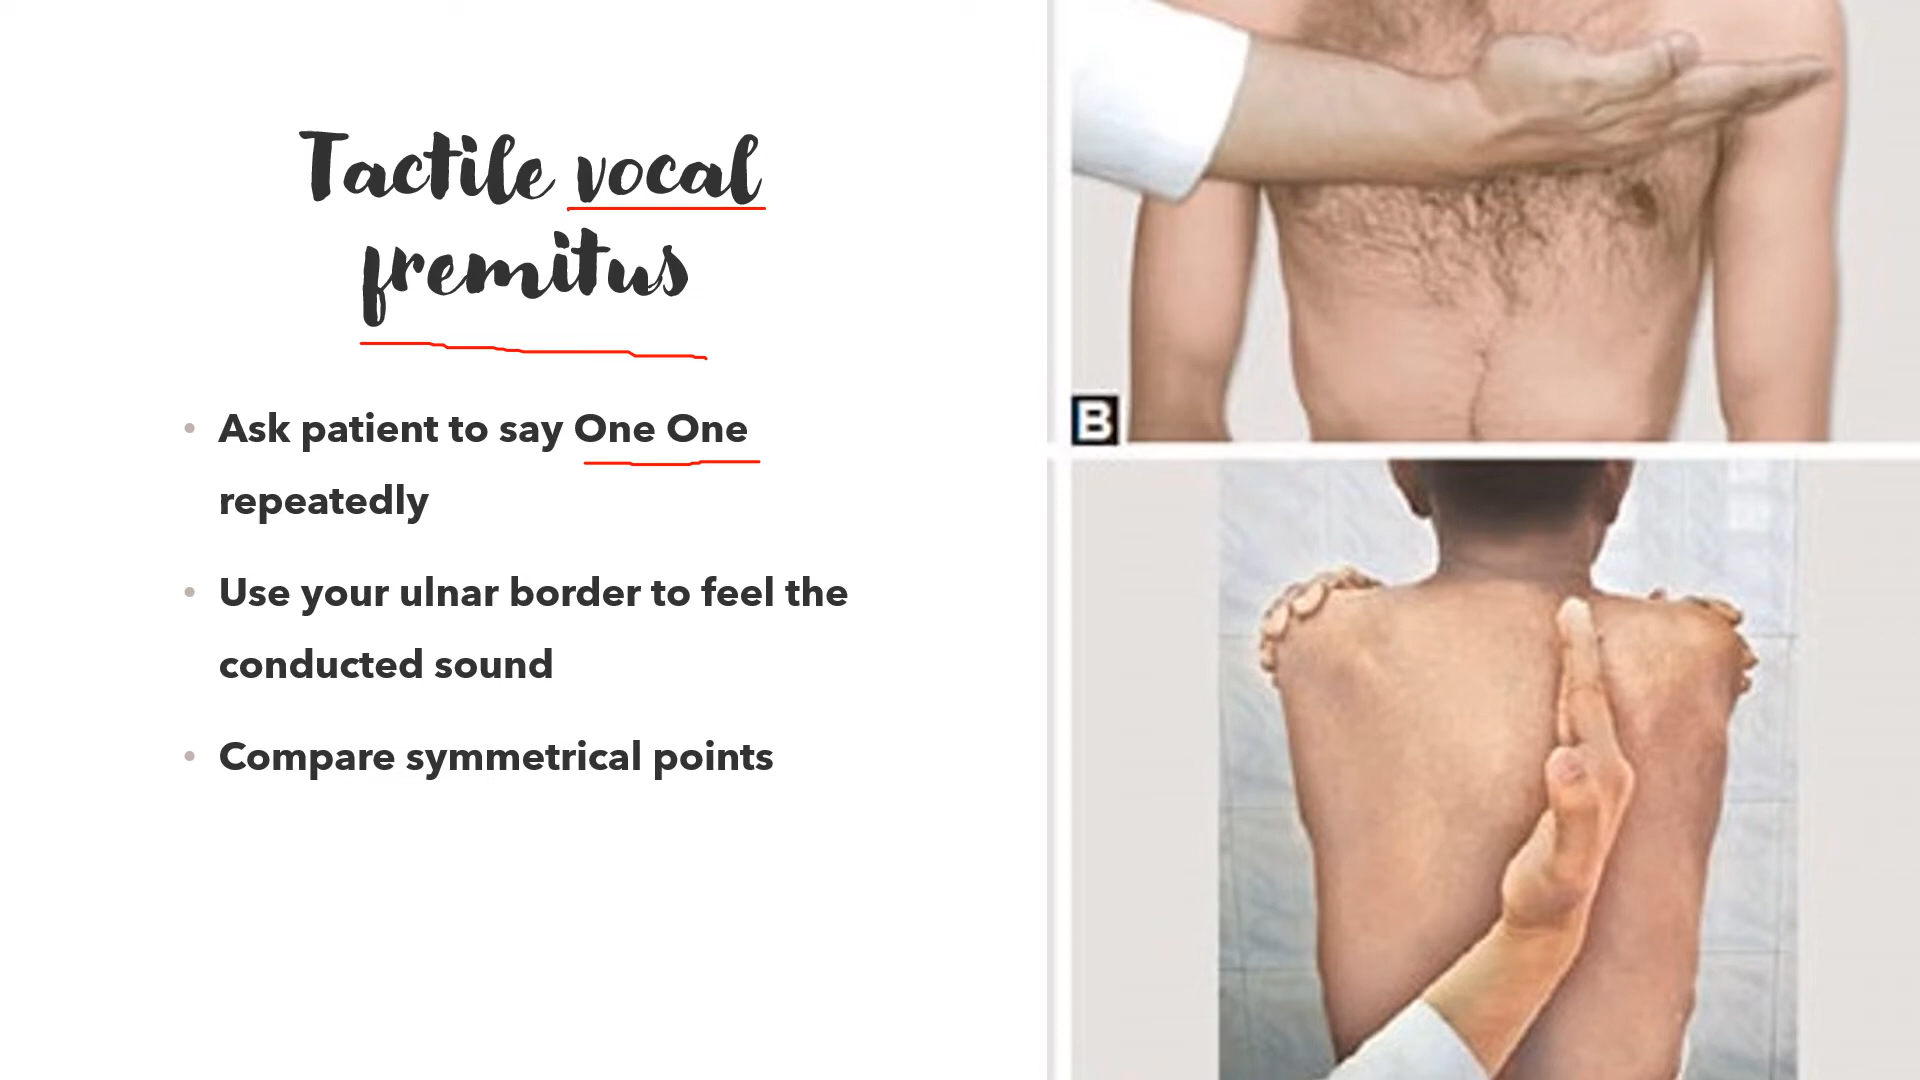 Tactile vocal
fremitus
• Ask patient to say One One
repeatedly
• Use your ulnar border to feel the
conducted sound
• Compare symmetrical points
B